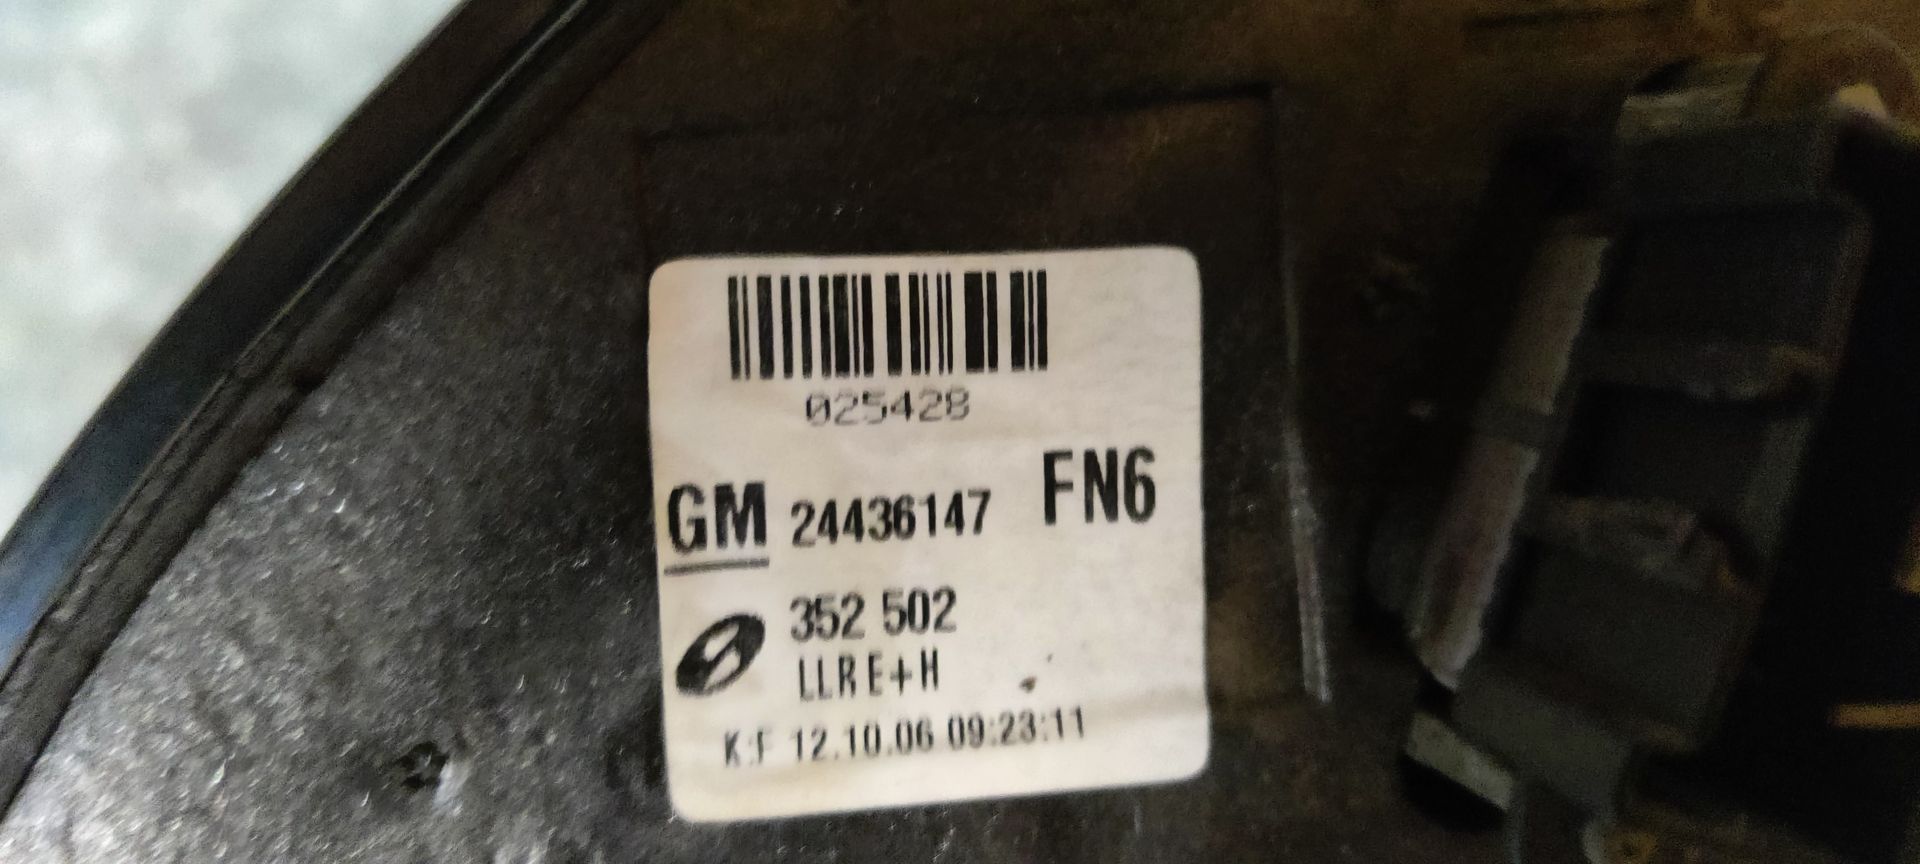 025428
GM 24436147 FN6
352 502
LLR E+H
K:F 12.10.06 09:23:11